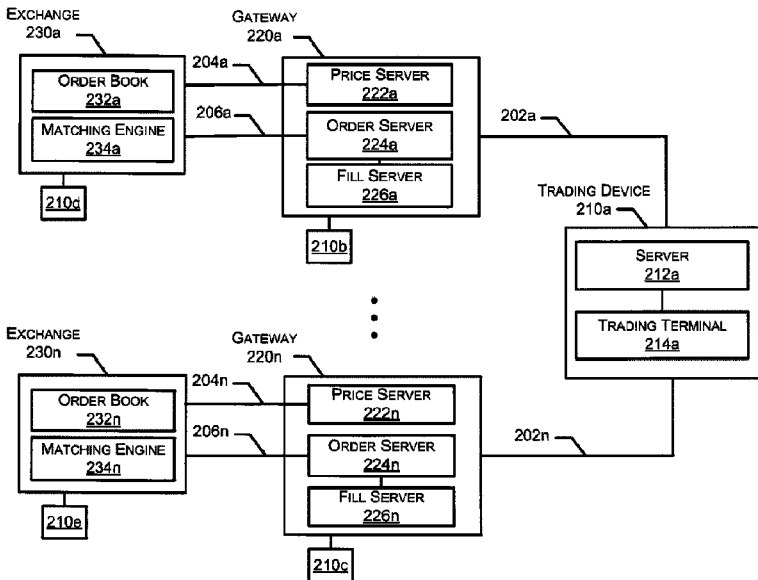 EXCHANGE
230a
ORDER BOOK
232a
MATCHING ENGINE
234a
210d
204a
206a
GATEWAY
220a
PRICE SERVER
222a
ORDER SERVER
224a
FILL SERVER
226a
210b
202a
TRADING DEVICE
210a
SERVER
212a
TRADING TERMINAL
214a
EXCHANGE
230n
ORDER BOOK
232n
MATCHING ENGINE
234n
210e
204n
206n
GATEWAY
220n
PRICE SERVER
222n
ORDER SERVER
224n
FILL SERVER
226n
210c
202n